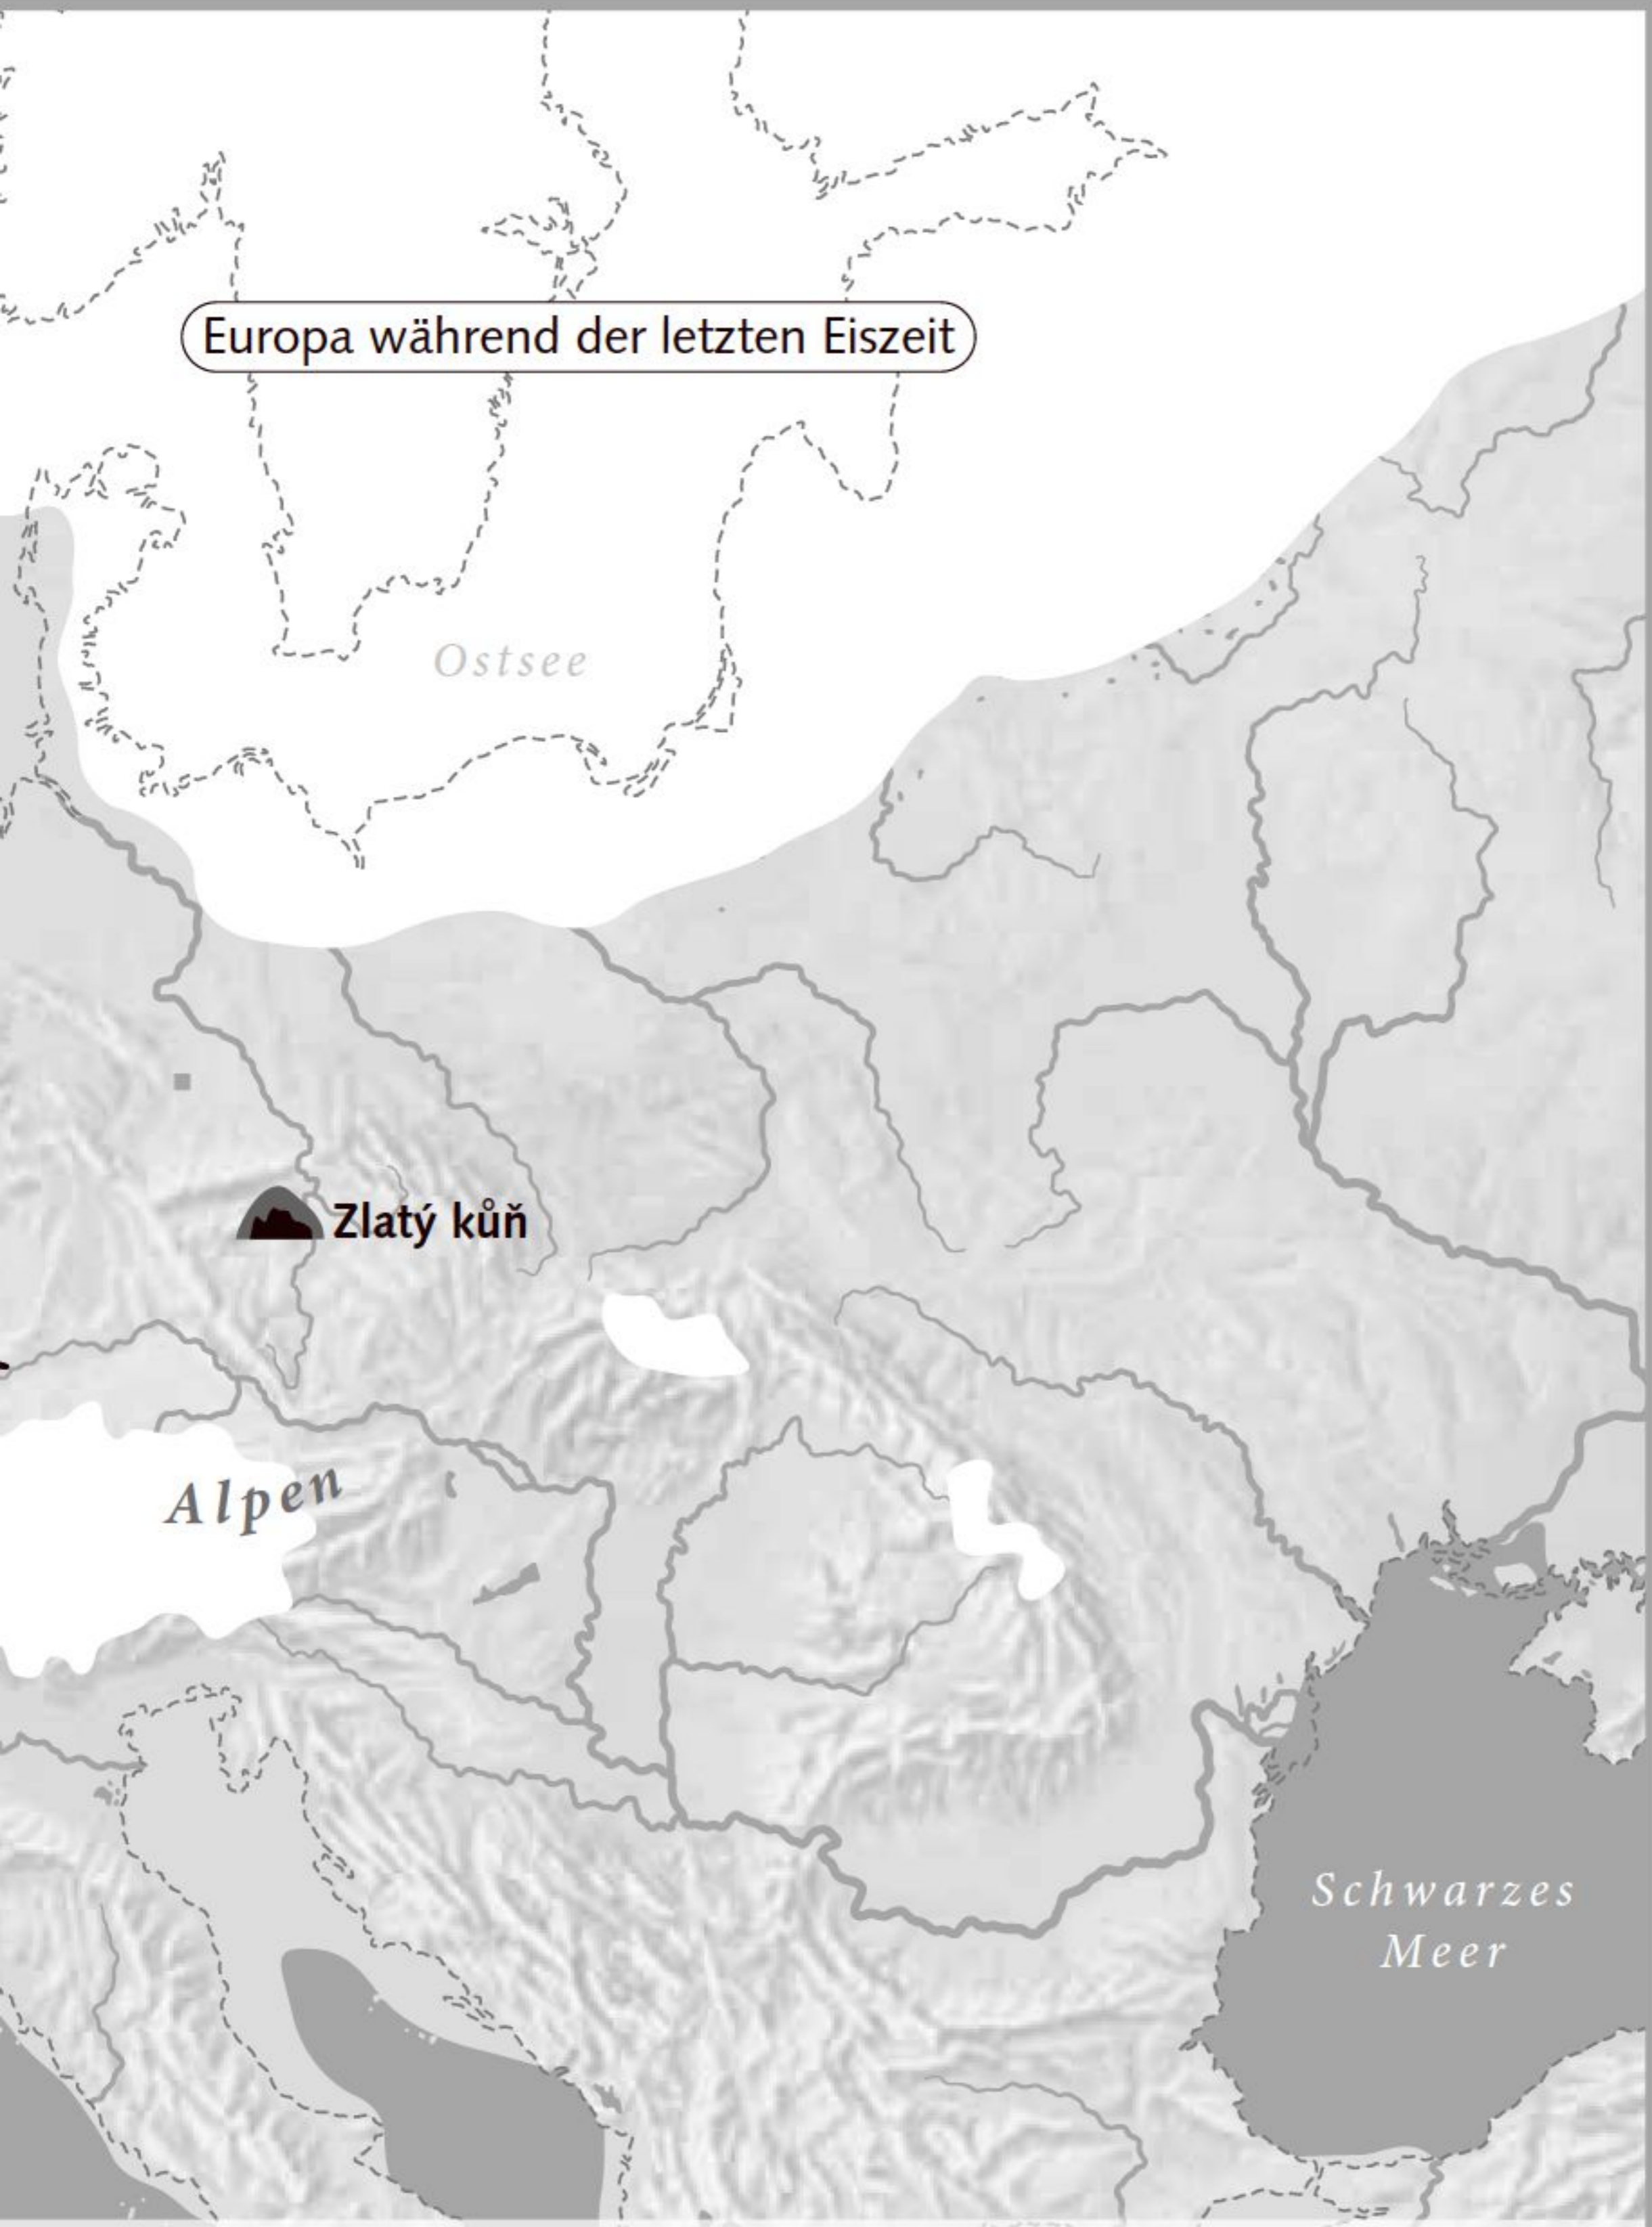 Europa während der letzten Eiszeit
Ostsee
Zlatý kůň
Alpen
Schwarzes
Meer